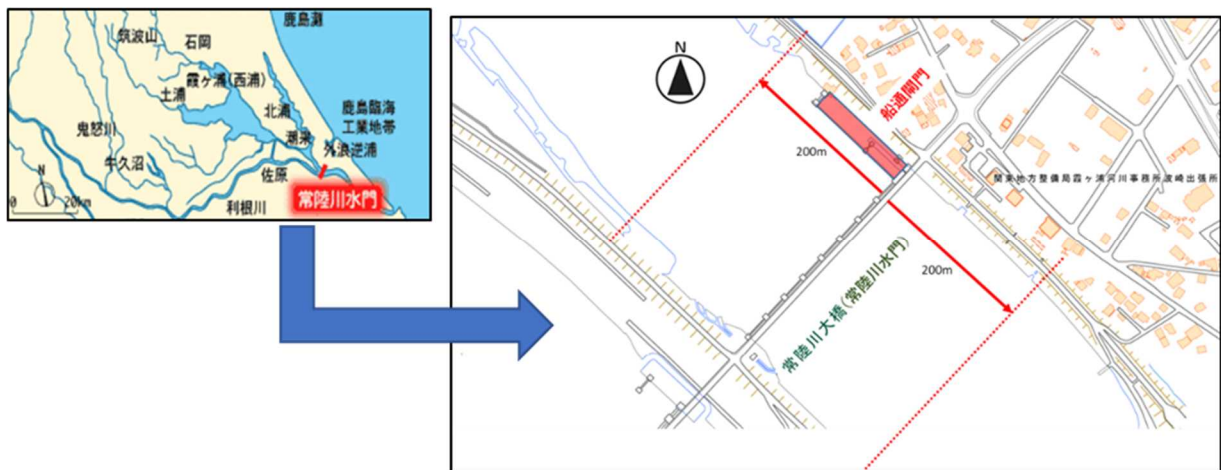 鹿島灘
筑波山
石岡
霞ヶ浦(西浦)
土浦
北浦
鹿島臨海
工業地帯
鬼怒川
潮来
外浪逆浦
牛久沼
佐原
N
常陸川水門
0 20km
利根川
N
船通閘門
200m
関東地方整備局霞ヶ浦河川事務所波崎出張所
200m
常陸川大橋(常陸川水門)